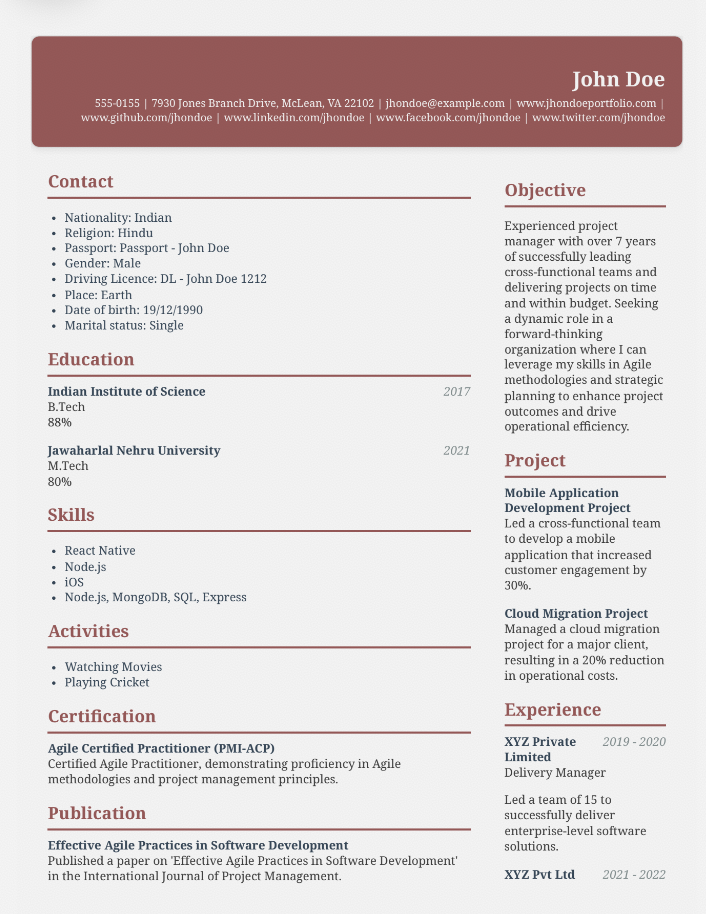 John Doe
555-0155 | 7930 Jones Branch Drive, McLean, VA 22102 | jhondoe@example.com | www.jhondoeportfolio.com |
www.github.com/jhondoe | www.linkedin.com/jhondoe | www.facebook.com/jhondoe | www.twitter.com/jhondoe
Contact
• Nationality: Indian
• Religion: Hindu
• Passport: Passport - John Doe
• Gender: Male
• Driving Licence: DL - John Doe 1212
• Place: Earth
• Date of birth: 19/12/1990
• Marital status: Single
Education
Indian Institute of Science 2017
B.Tech
88%
Jawaharlal Nehru University 2021
M.Tech
80%
Skills
• React Native
• Node.js
• iOS
• Node.js, MongoDB, SQL, Express
Activities
• Watching Movies
• Playing Cricket
Certification
Agile Certified Practitioner (PMI-ACP)
Certified Agile Practitioner, demonstrating proficiency in Agile
methodologies and project management principles.
Publication
Effective Agile Practices in Software Development
Published a paper on 'Effective Agile Practices in Software Development'
in the International Journal of Project Management.
Objective
Experienced project
manager with over 7 years
of successfully leading
cross-functional teams and
delivering projects on time
and within budget. Seeking
a dynamic role in a
forward-thinking
organization where I can
leverage my skills in Agile
methodologies and strategic
planning to enhance project
outcomes and drive
operational efficiency.
Project
Mobile Application
Development Project
Led a cross-functional team
to develop a mobile
application that increased
customer engagement by
30%.
Cloud Migration Project
Managed a cloud migration
project for a major client,
resulting in a 20% reduction
in operational costs.
Experience
XYZ Private 2019 - 2020
Limited
Delivery Manager
Led a team of 15 to
successfully deliver
enterprise-level software
solutions.
XYZ Pvt Ltd 2021 - 2022